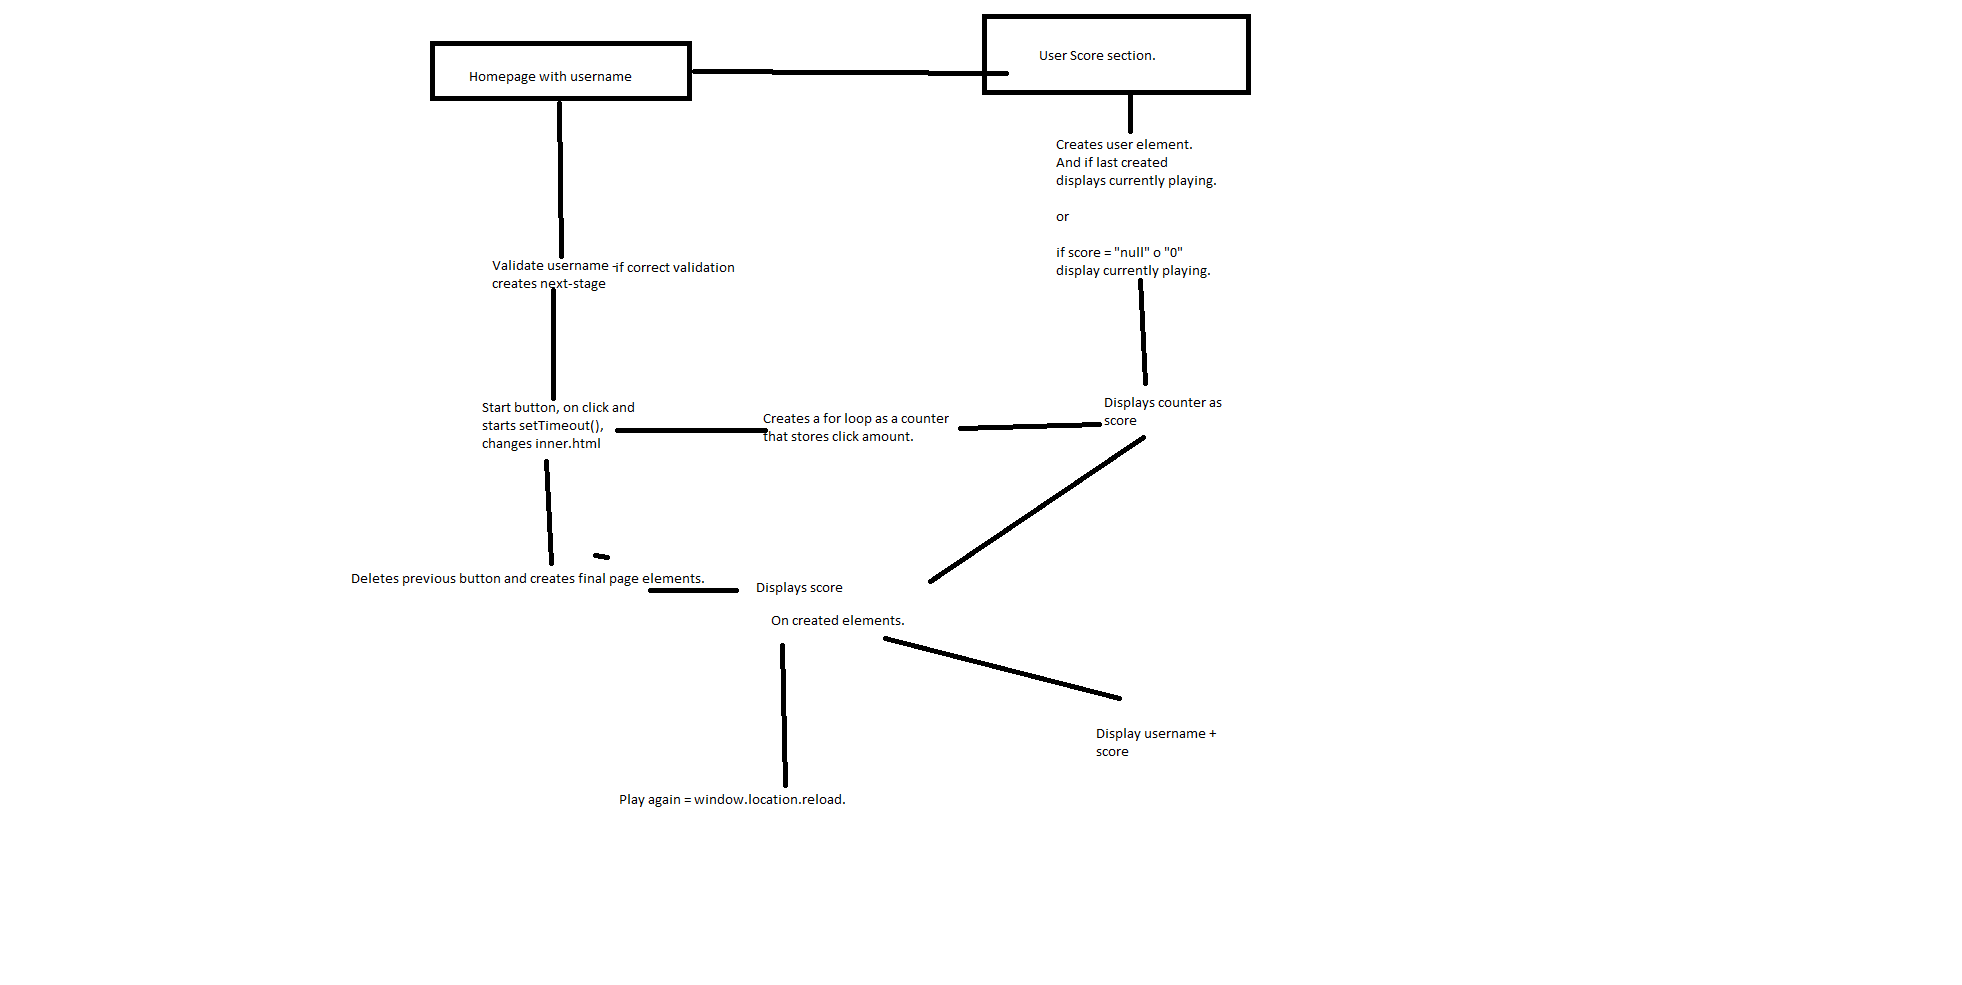 Homepage with username
User Score section.
Creates user element.
And if last created
displays currently playing.
or
if score = "null" o "0"
display currently playing.
Validate username -if correct validation
creates next-stage
Start button, on click and
starts setTimeout(),
changes inner.html
Creates a for loop as a counter
that stores click amount.
Displays counter as
score
Deletes previous button and creates final page elements.
Displays score
On created elements.
Display username +
score
Play again = window.location.reload.